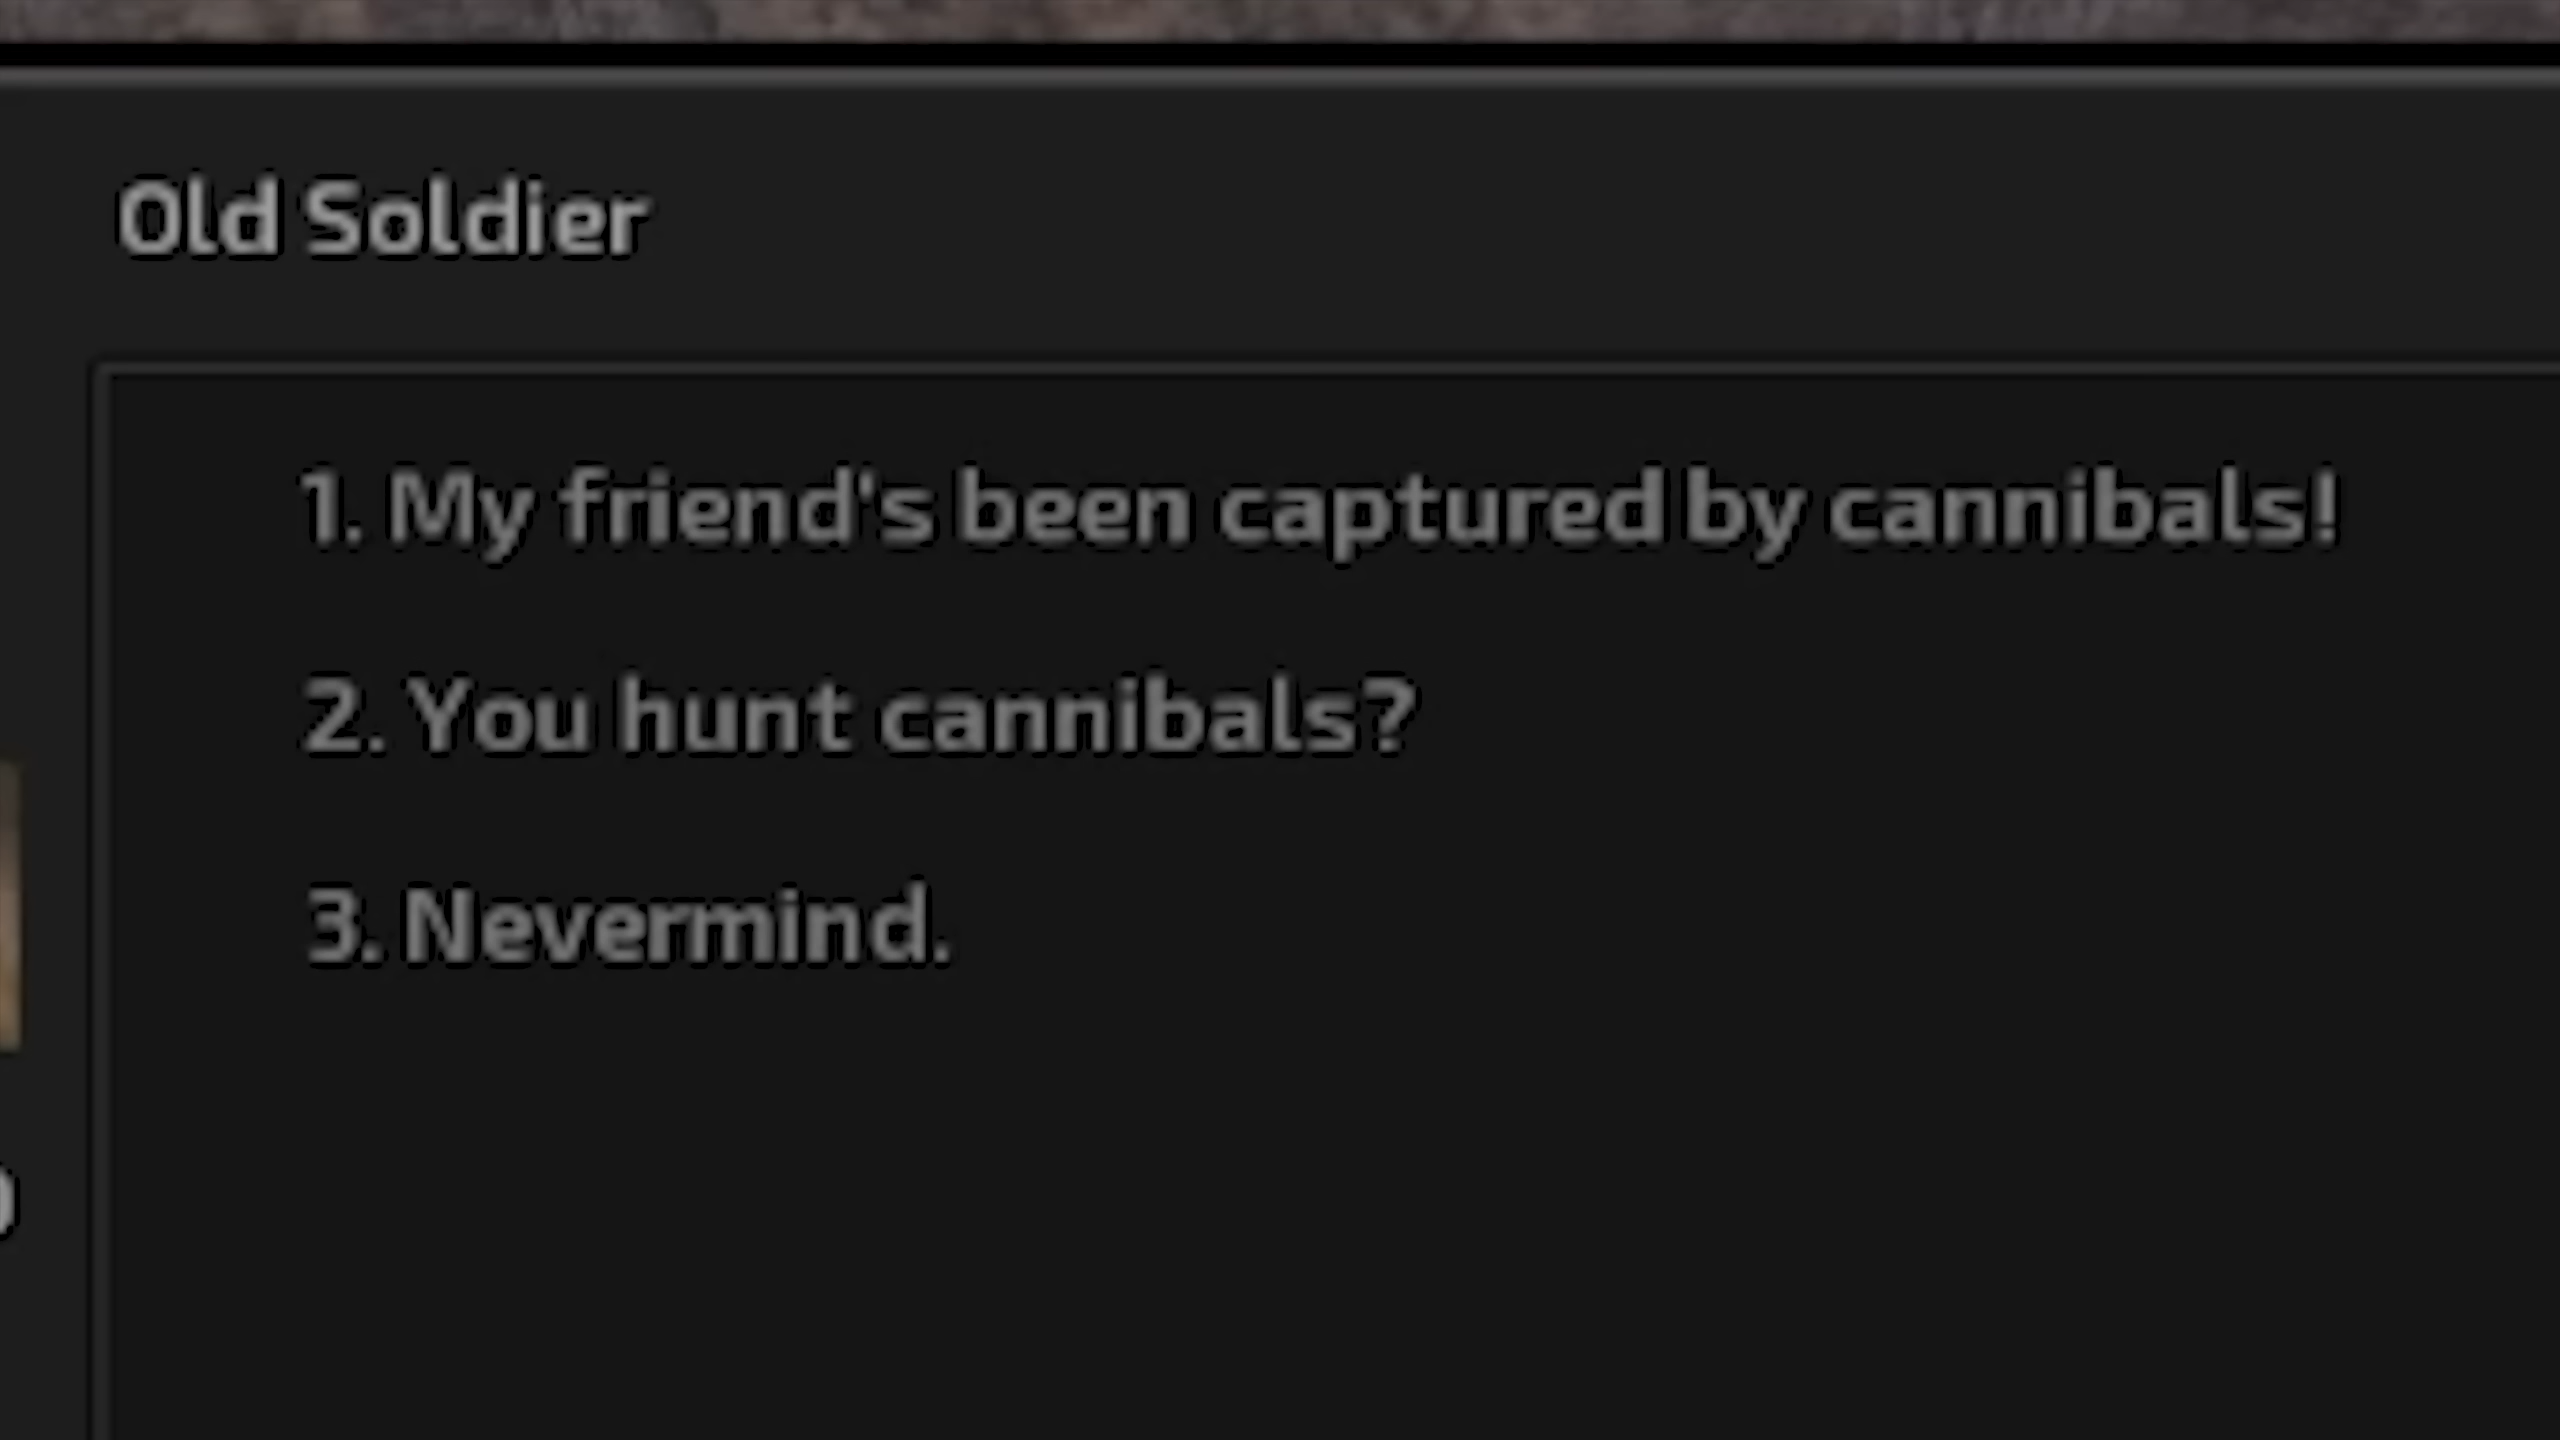 Old Soldier
1. My friend's been captured by cannibals!
2. You hunt cannibals?
3. Nevermind.